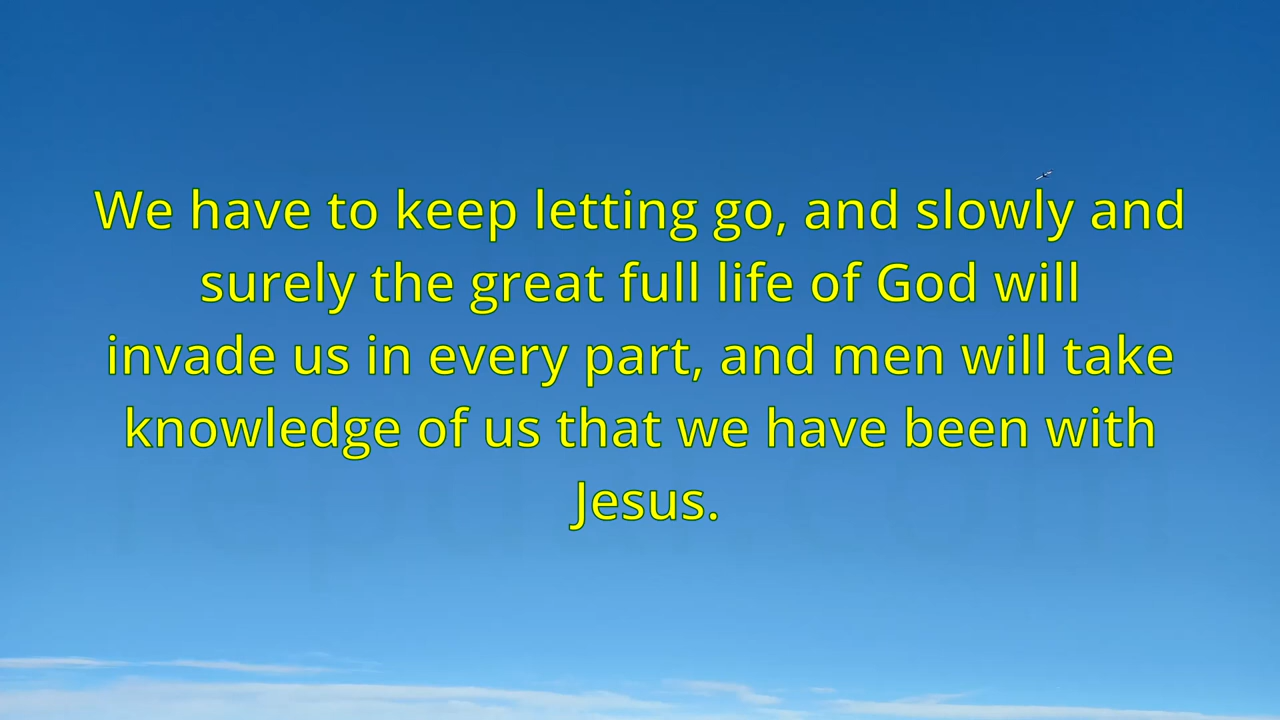 We have to keep letting go, and slowly and
surely the great full life of God will
invade us in every part, and men will take
knowledge of us that we have been with
Jesus.